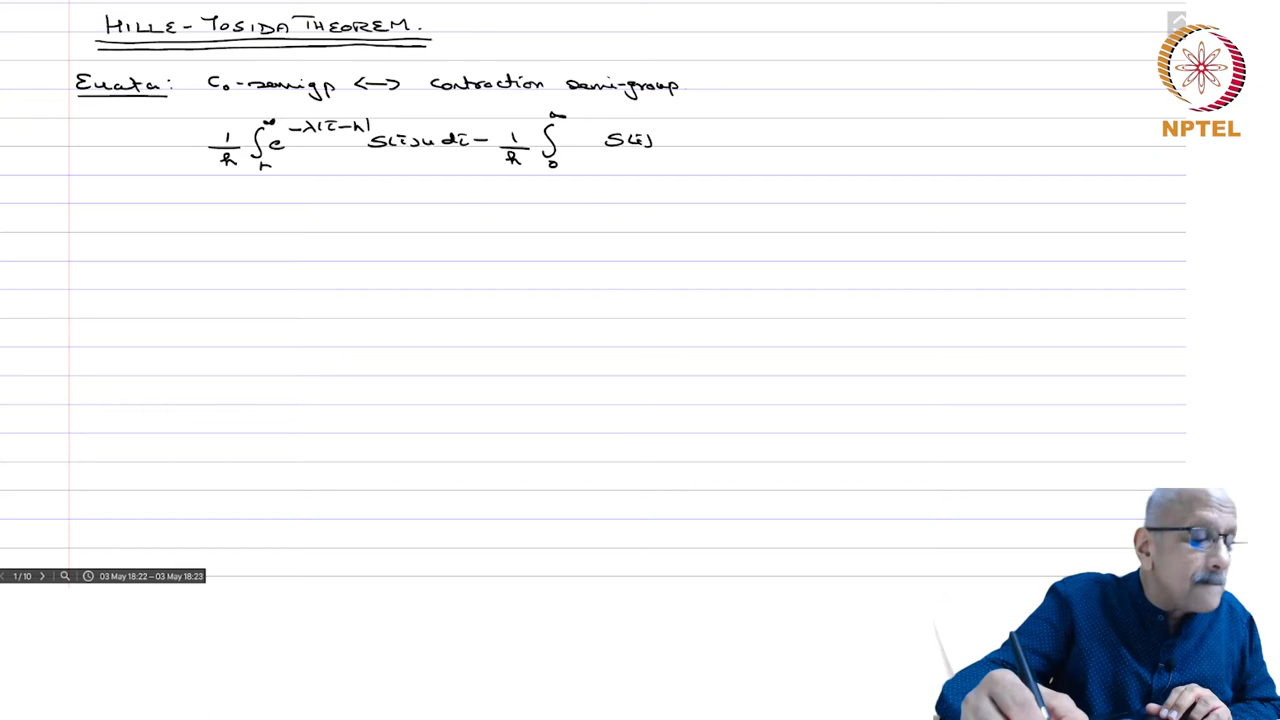 HILLE-YOSIDA THEOREM.
NPTEL
Errata: C₀-semigp ↔ contraction semi-group
1/h ∫_h^∞ e^{-λ(τ-h)} S(τ)u dτ - 1/h ∫_0^∞ S(τ)
1/10 03 May 18:22 – 03 May 18:23